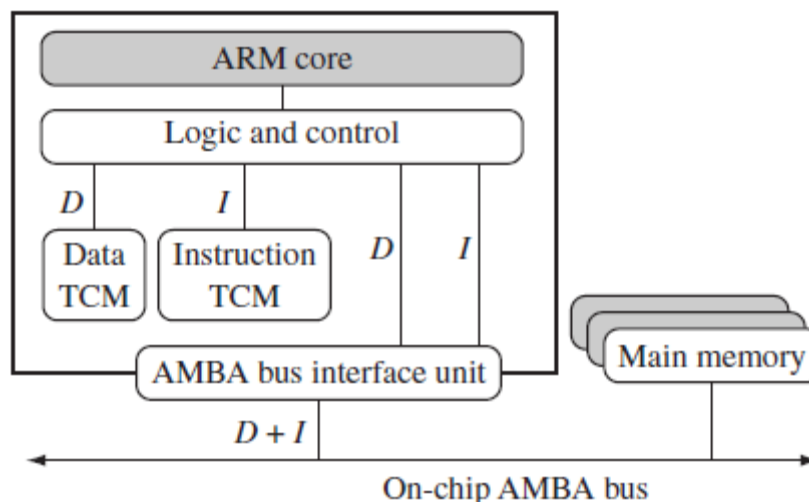 ARM core
Logic and control
D
I
D
I
Data
TCM
Instruction
TCM
Main memory
AMBA bus interface unit
D + I
On-chip AMBA bus